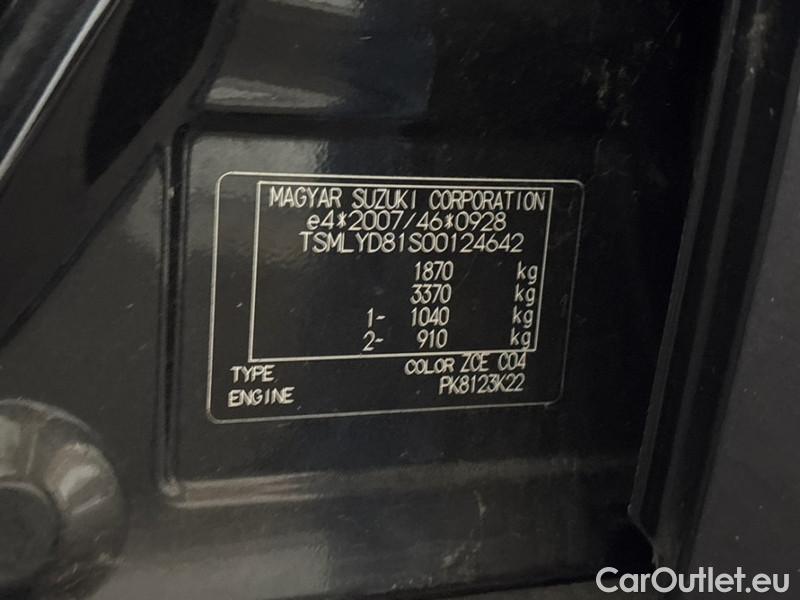 MAGYAR SUZUKI CORPORATION
e4*2007/46*0928
TSMLYD81S00124642
1870 kg
3370 kg
1- 1040 kg
2- 910 kg
TYPE COLOR ZCE C04
ENGINE PK8123K22
CarOutlet.eu